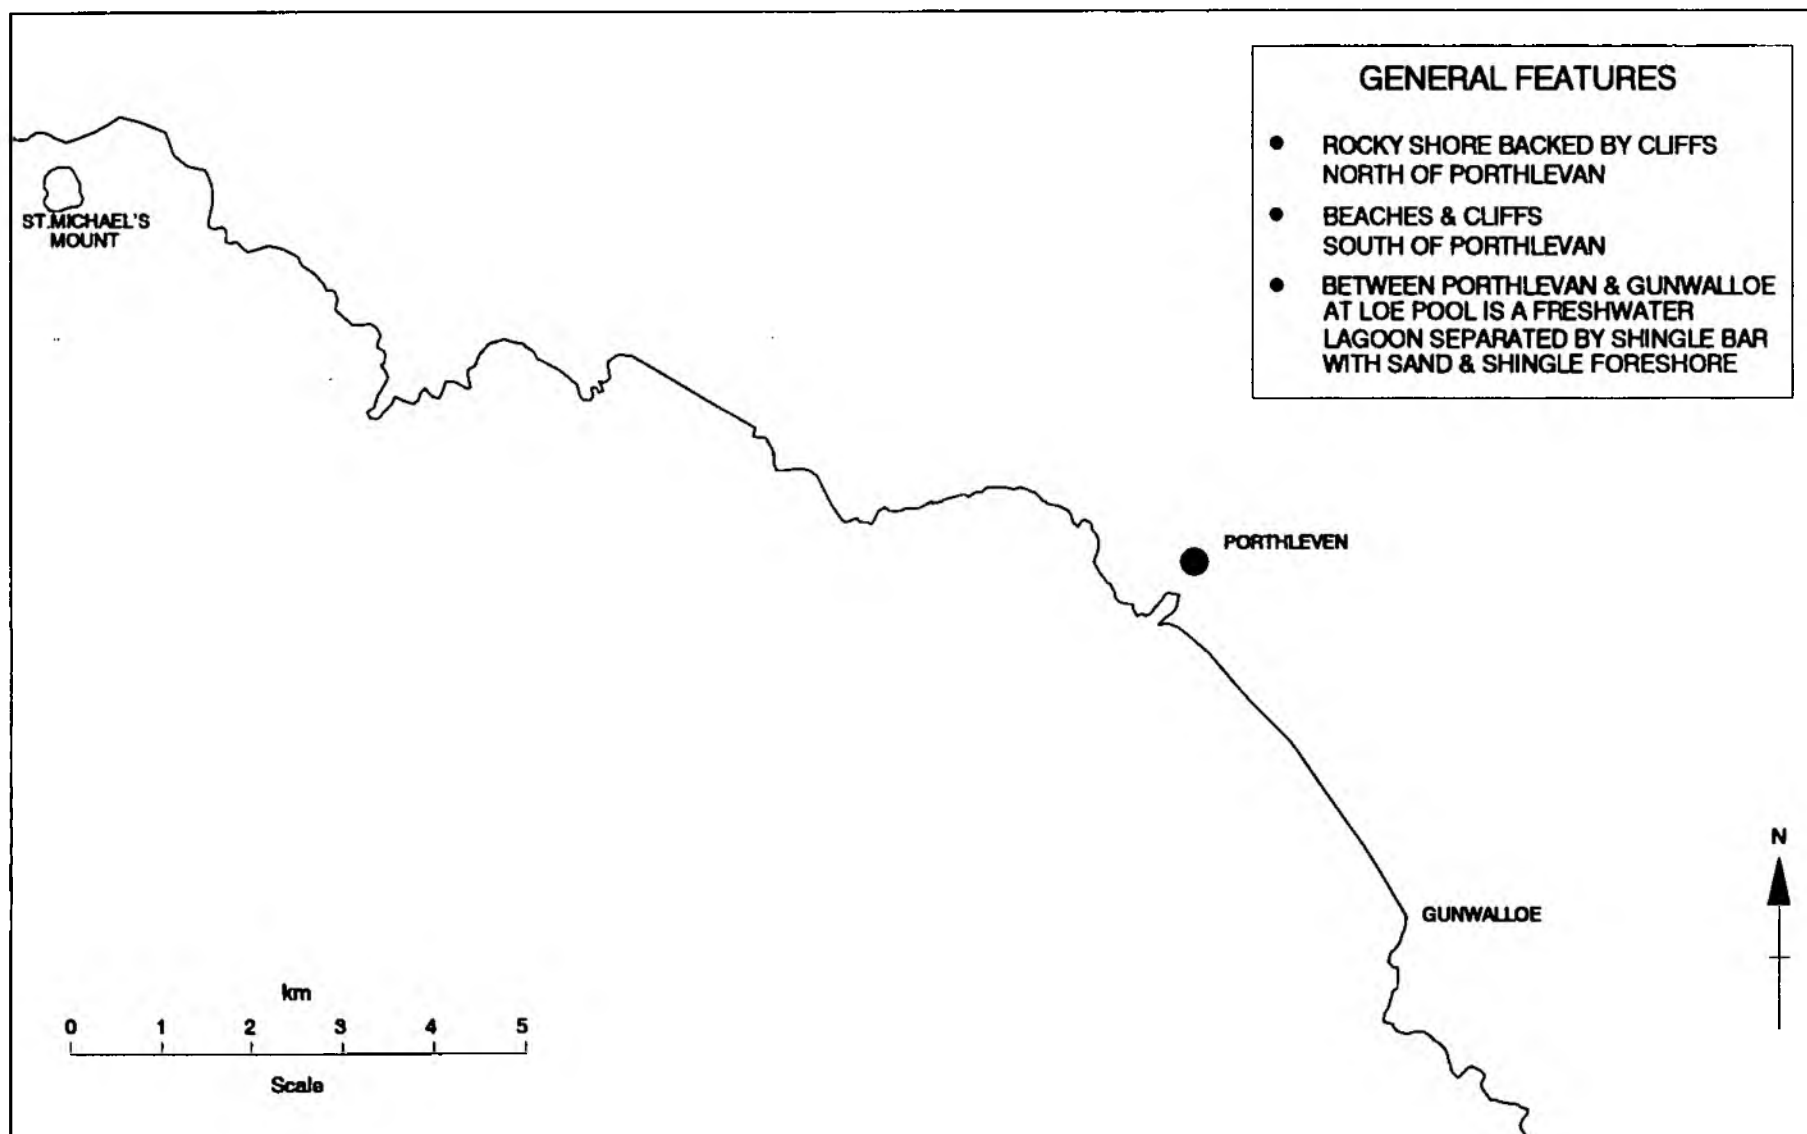 GENERAL FEATURES
● ROCKY SHORE BACKED BY CLIFFS
NORTH OF PORTHLEVAN
● BEACHES & CLIFFS
SOUTH OF PORTHLEVAN
● BETWEEN PORTHLEVAN & GUNWALLOE
AT LOE POOL IS A FRESHWATER
LAGOON SEPARATED BY SHINGLE BAR
WITH SAND & SHINGLE FORESHORE
ST.MICHAEL'S
MOUNT
PORTHLEVEN
N
GUNWALLOE
km
0 1 2 3 4 5
Scale